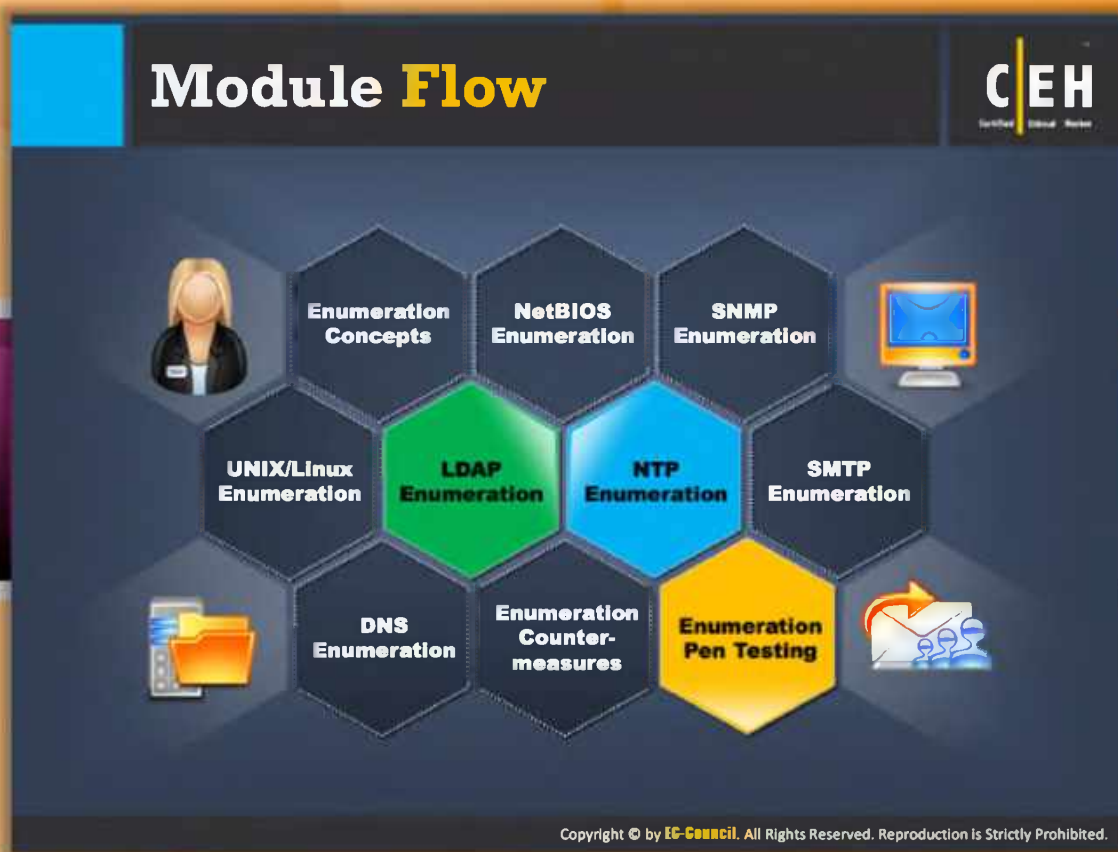 Module Flow
C|EH
Certified Ethical Hacker
Enumeration
Concepts
NetBIOS
Enumeration
SNMP
Enumeration
UNIX/Linux
Enumeration
LDAP
Enumeration
NTP
Enumeration
SMTP
Enumeration
DNS
Enumeration
Enumeration
Counter-
measures
Enumeration
Pen Testing
Copyright © by EC-Council. All Rights Reserved. Reproduction is Strictly Prohibited.